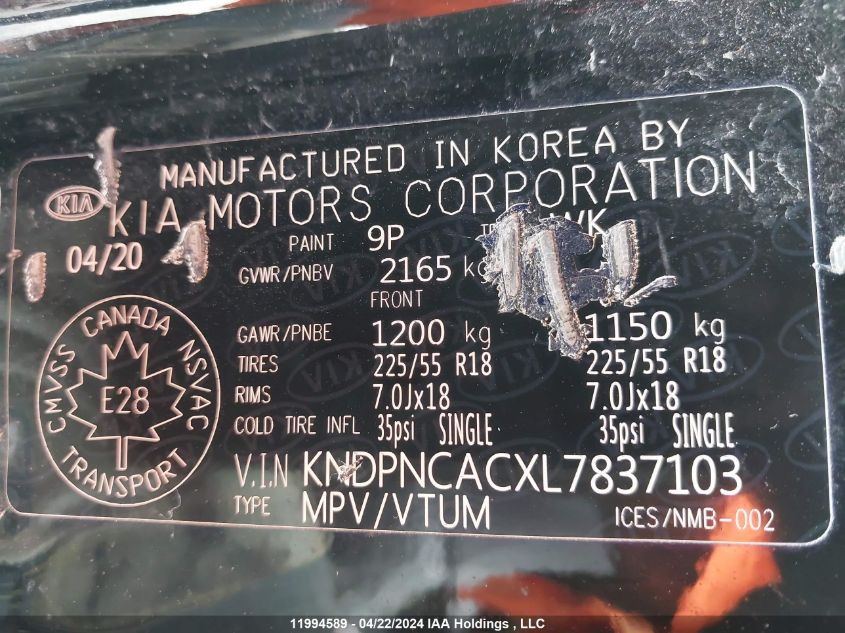 MANUFACTURED IN KOREA BY
KIA KIA MOTORS CORPORATION
04/20 PAINT 9P WK
GVWR/PNBV 2165 kg
FRONT
GAWR/PNBE 1200 kg 1150 kg
TIRES 225/55 R18 225/55 R18
RIMS 7.0Jx18 7.0Jx18
COLD TIRE INFL 35psi SINGLE 35psi SINGLE
V.I.N KNDPNCACXL7837103
TYPE MPV/VTUM ICES/NMB-002
CANADA
CMVSS NSVAC
E28
TRANSPORT
11994589 - 04/22/2024 IAA Holdings , LLC